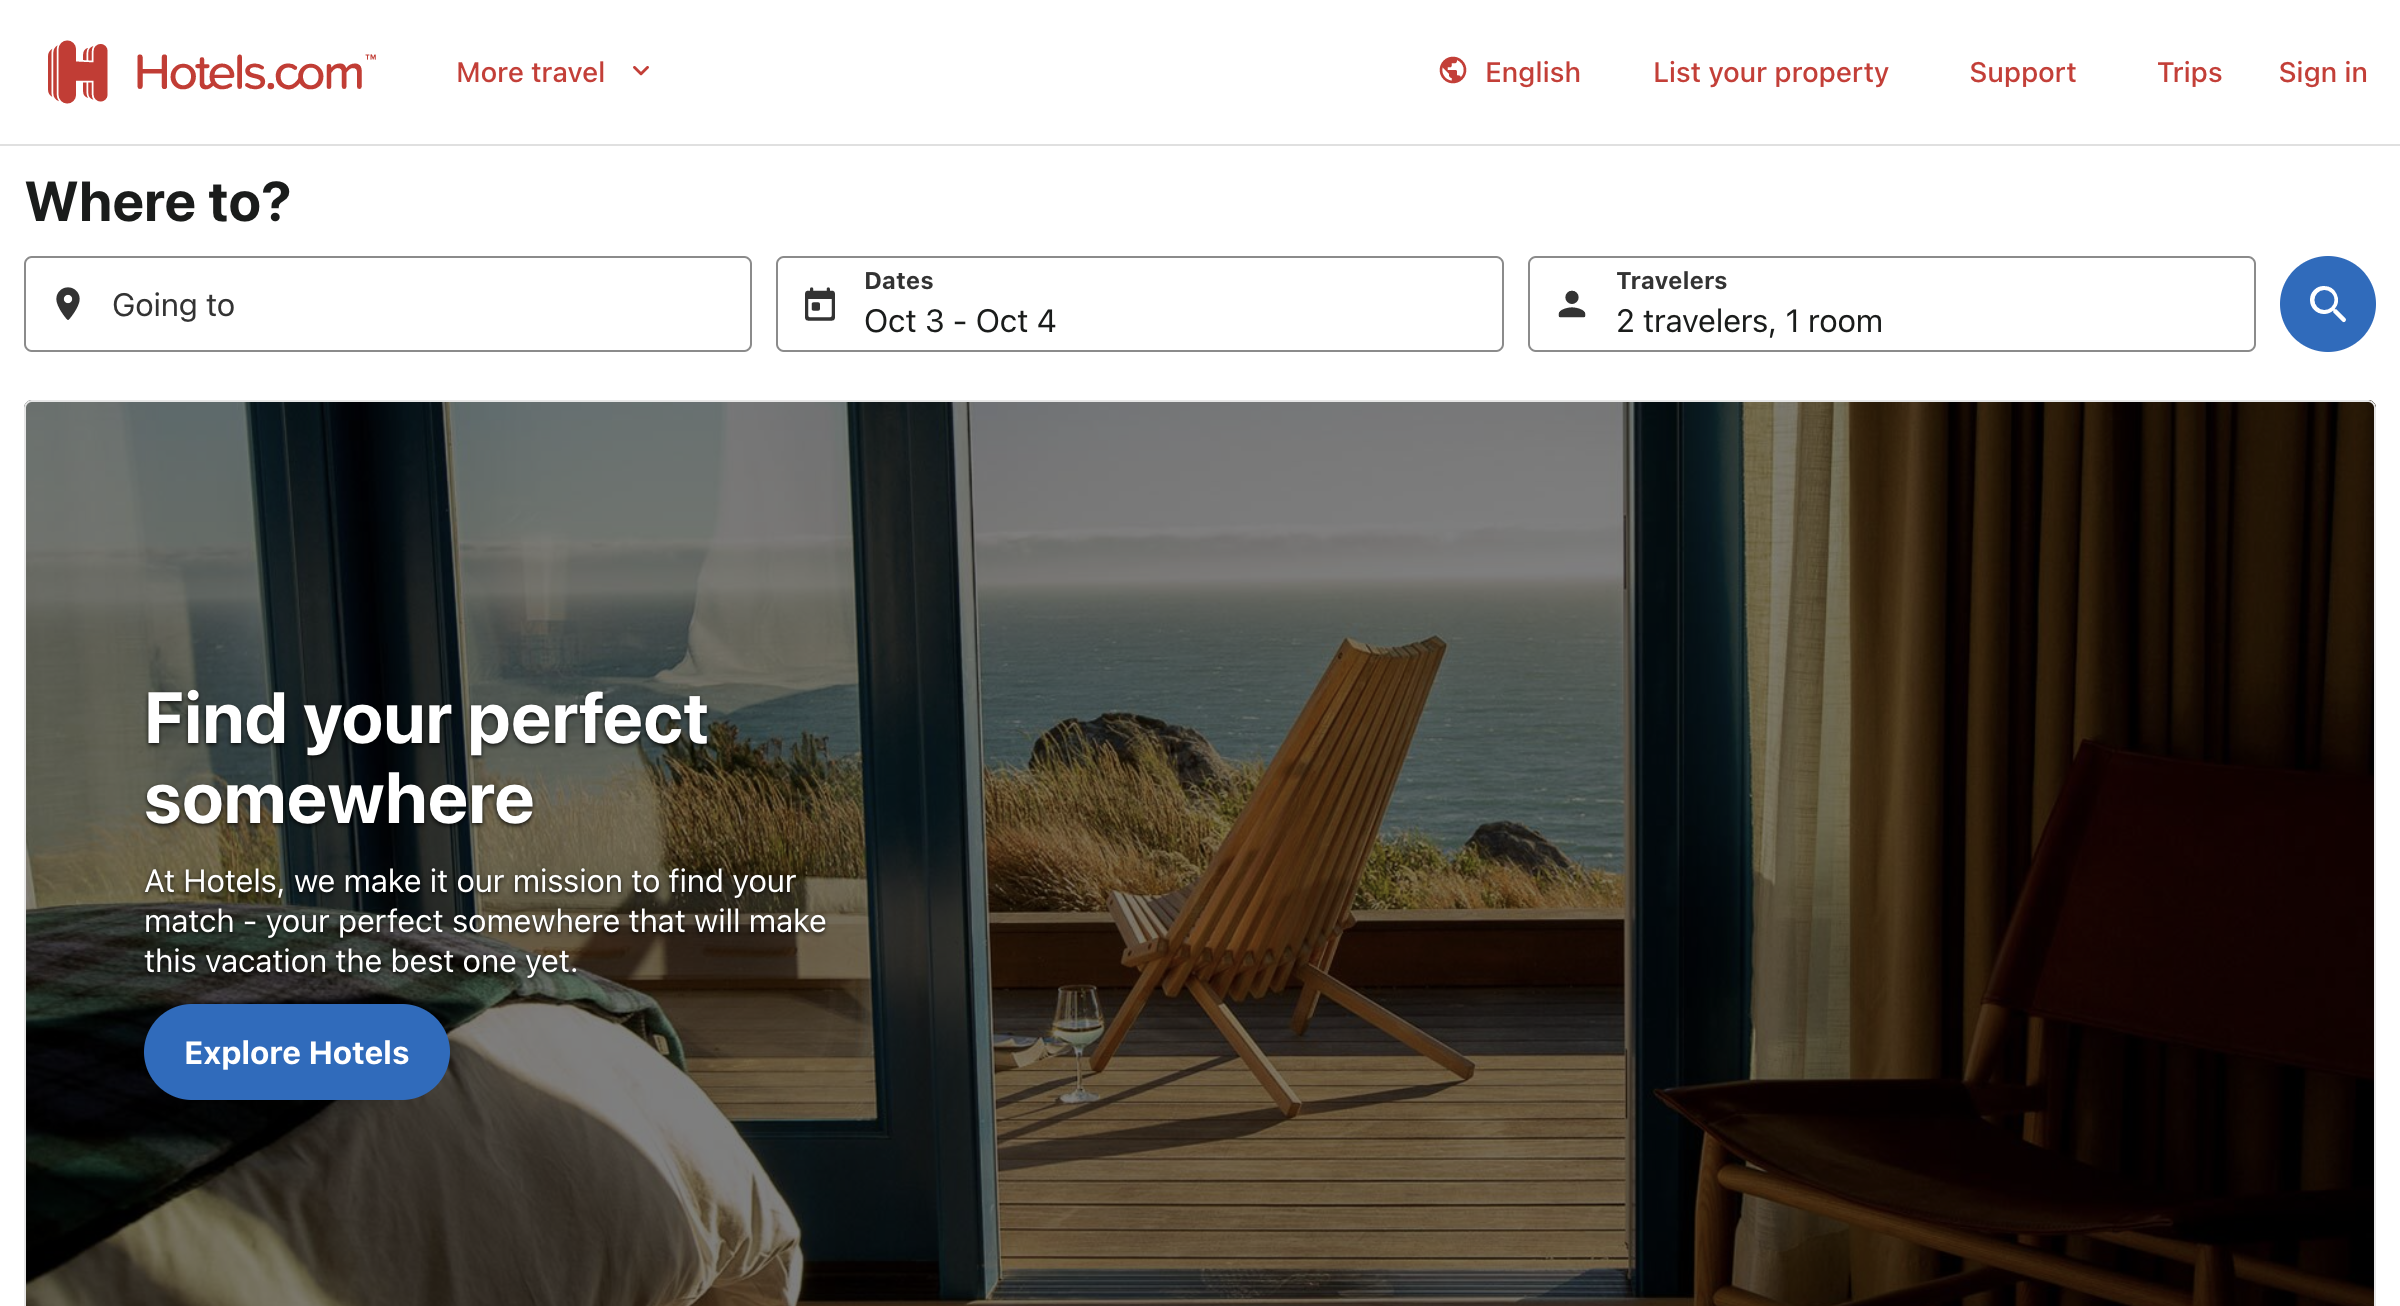 Hotels.com™
More travel
English
List your property
Support
Trips
Sign in
Where to?
Going to
Dates
Oct 3 - Oct 4
Travelers
2 travelers, 1 room
Find your perfect
somewhere
At Hotels, we make it our mission to find your
match - your perfect somewhere that will make
this vacation the best one yet.
Explore Hotels